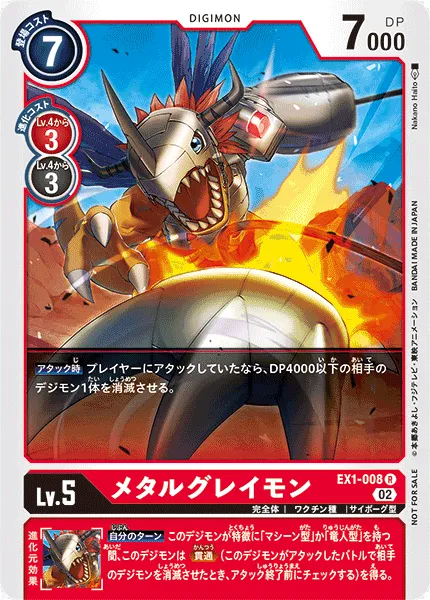 登場コスト
7
DIGIMON
7000
DP
進化コスト
Lv.4から
3
Lv.4から
3
Nakano Haito
©本郷あきよし・フジテレビ・東映アニメーション BANDAI MADE IN JAPAN
NOT FOR SALE
アタック時 プレイヤーにアタックしていたなら、DP4000以下の相手の
デジモン1体を消滅させる。
EX1-008 R
02
Lv.5
メタルグレイモン
完全体 | ワクチン種 | サイボーグ型
進化元効果
自分のターン このデジモンが特徴に「マシーン型」か「竜人型」を持つ
間、このデジモンは 貫通 (このデジモンがアタックしたバトルで相手
のデジモンだけを消滅させたとき、アタック終了前にチェックする)を得る。